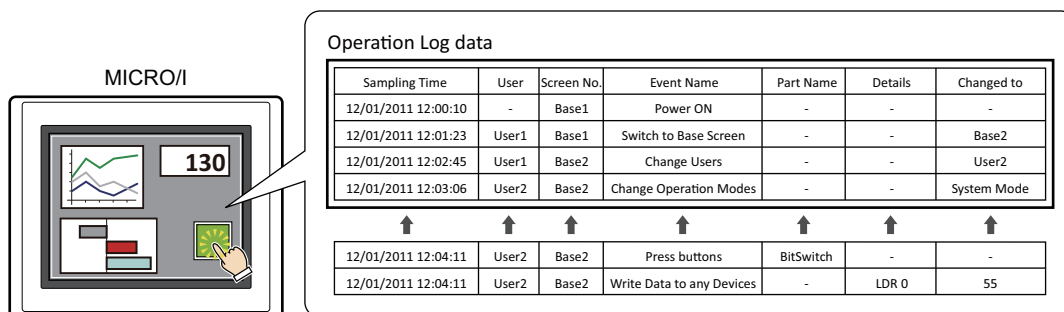 MICRO/I
130
Operation Log data
Sampling Time User Screen No. Event Name Part Name Details Changed to
12/01/2011 12:00:10 - Base1 Power ON - - -
12/01/2011 12:01:23 User1 Base1 Switch to Base Screen - - Base2
12/01/2011 12:02:45 User1 Base2 Change Users - - User2
12/01/2011 12:03:06 User2 Base2 Change Operation Modes - - System Mode
12/01/2011 12:04:11 User2 Base2 Press buttons BitSwitch - -
12/01/2011 12:04:11 User2 Base2 Write Data to any Devices - LDR 0 55